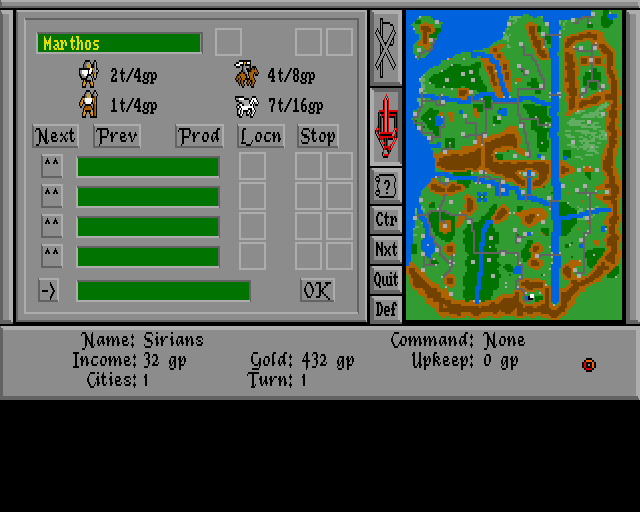 Marthos
2t/4gp 4t/8gp
1t/4gp 7t/16gp
Next Prev Prod Locn Stop
^^
^^
^^
^^
-> OK
?
Ctr
Nxt
Quit
Def
Name: Sirians Command: None
Income: 32 gp Gold: 432 gp Upkeep: 0 gp
Cities: 1 Turn: 1